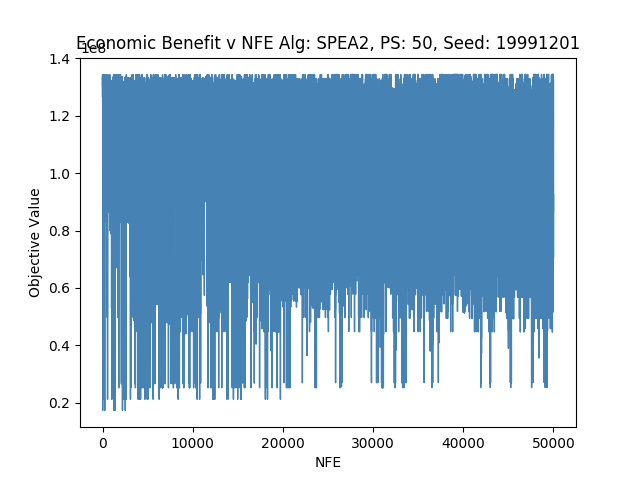 Economic Benefit v NFE Alg: SPEA2, PS: 50, Seed: 19991201
1e8
1.4
1.2
1.0
0.8
0.6
0.4
0.2
Objective Value
0 10000 20000 30000 40000 50000
NFE